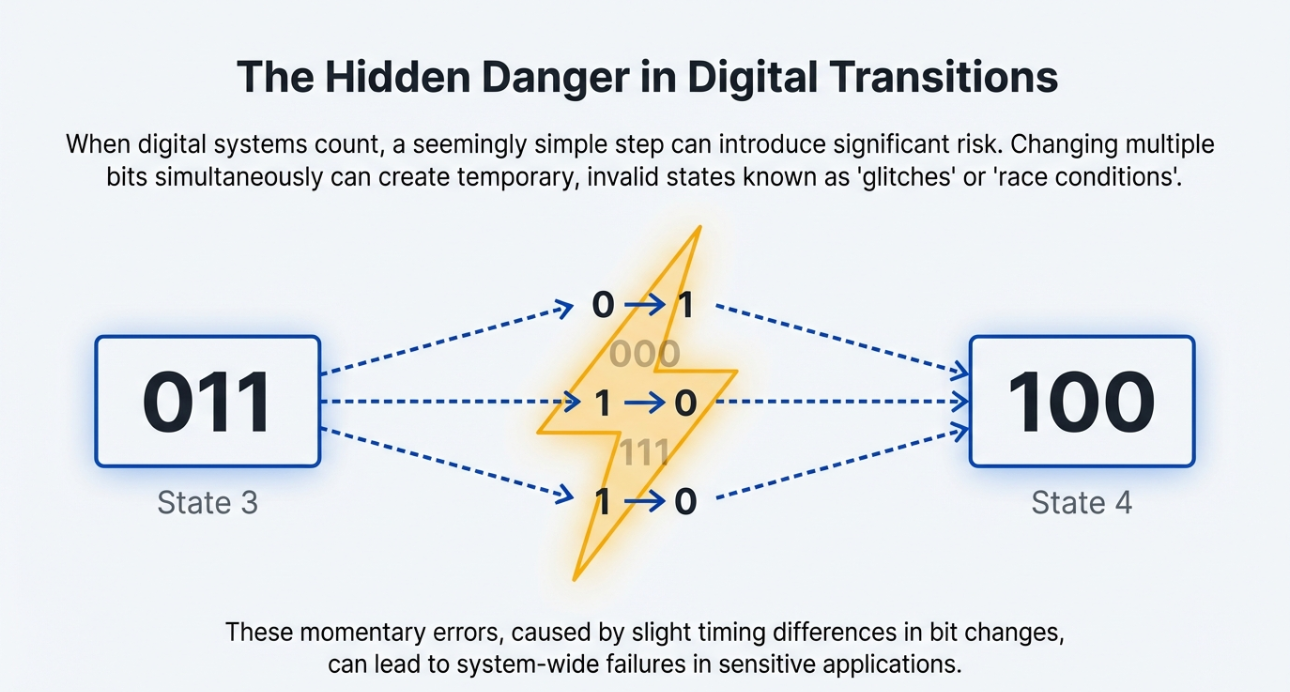 The Hidden Danger in Digital Transitions
When digital systems count, a seemingly simple step can introduce significant risk. Changing multiple
bits simultaneously can create temporary, invalid states known as 'glitches' or 'race conditions'.
0 → 1
000
011
1 → 0
100
111
1 → 0
State 3
State 4
These momentary errors, caused by slight timing differences in bit changes,
can lead to system-wide failures in sensitive applications.